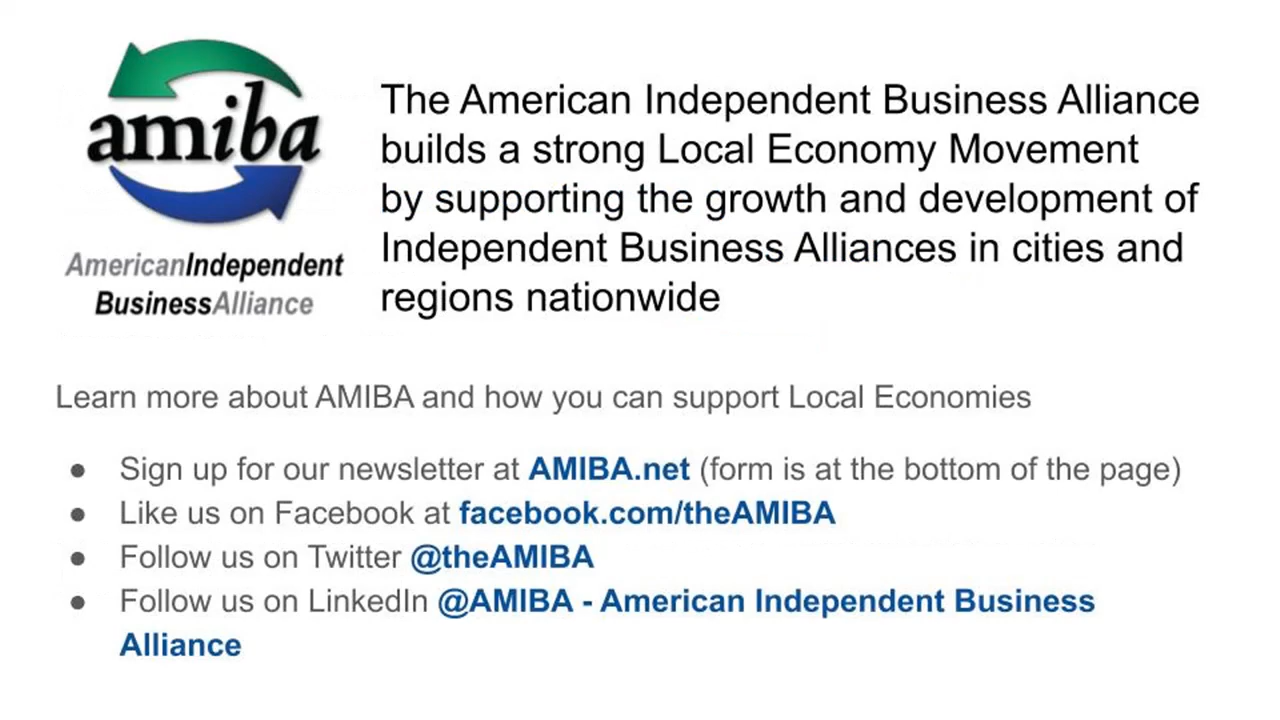 amiba
AmericanIndependent
BusinessAlliance
The American Independent Business Alliance
builds a strong Local Economy Movement
by supporting the growth and development of
Independent Business Alliances in cities and
regions nationwide
Learn more about AMIBA and how you can support Local Economies
● Sign up for our newsletter at AMIBA.net (form is at the bottom of the page)
● Like us on Facebook at facebook.com/theAMIBA
● Follow us on Twitter @theAMIBA
● Follow us on LinkedIn @AMIBA - American Independent Business
Alliance